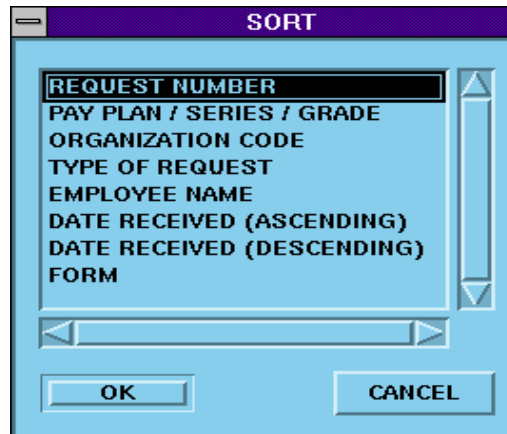 SORT
REQUEST NUMBER
PAY PLAN / SERIES / GRADE
ORGANIZATION CODE
TYPE OF REQUEST
EMPLOYEE NAME
DATE RECEIVED (ASCENDING)
DATE RECEIVED (DESCENDING)
FORM
OK CANCEL